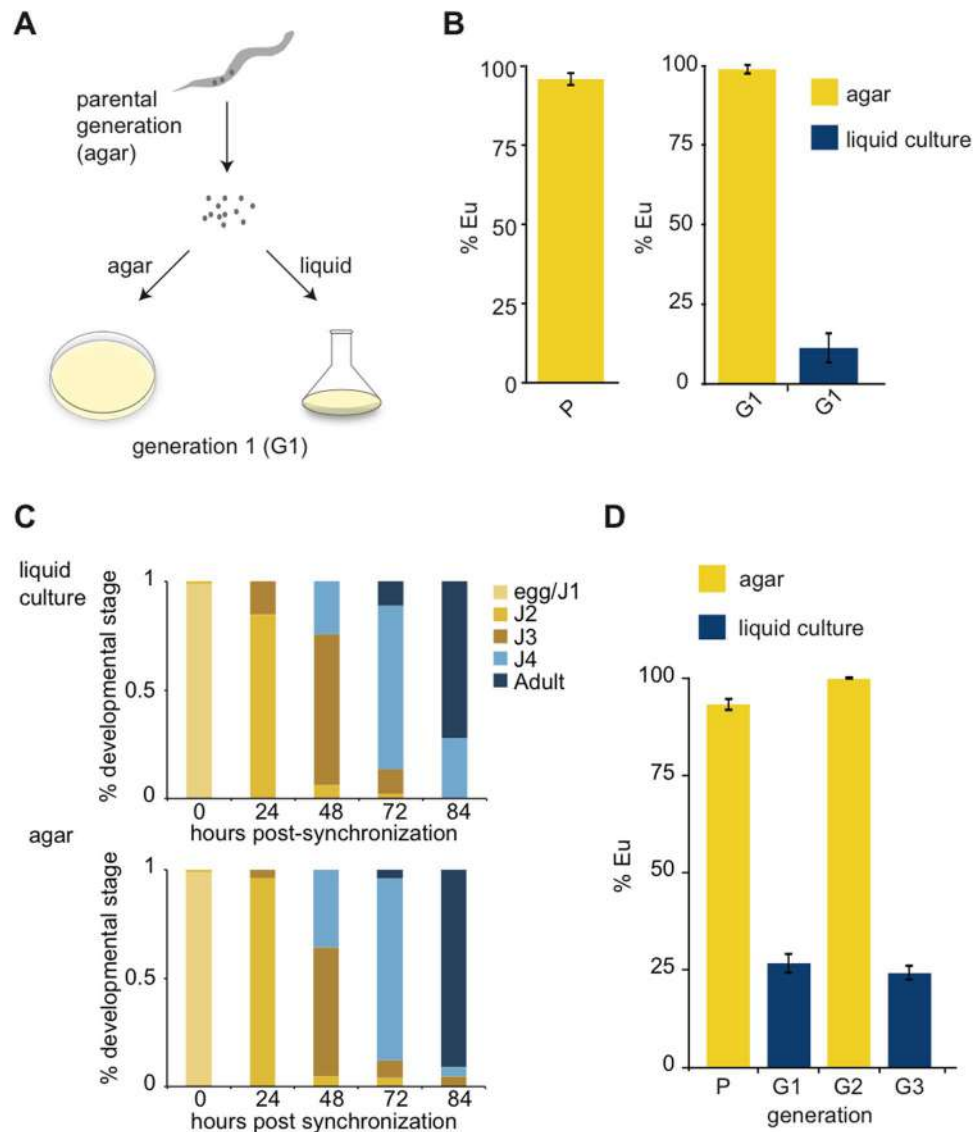 A
parental
generation
(agar)
agar
liquid
generation 1 (G1)
B
100
75
50
25
0
% Eu
P
100
75
50
25
0
% Eu
G1
G1
agar
liquid culture
C
liquid
culture
1
0.5
0
% developmental stage
0 24 48 72 84
hours post-synchronization
egg/J1
J2
J3
J4
Adult
agar
1
0.5
0
% developmental stage
0 24 48 72 84
hours post synchronization
D
agar
liquid culture
100
75
50
25
0
% Eu
P G1 G2 G3
generation